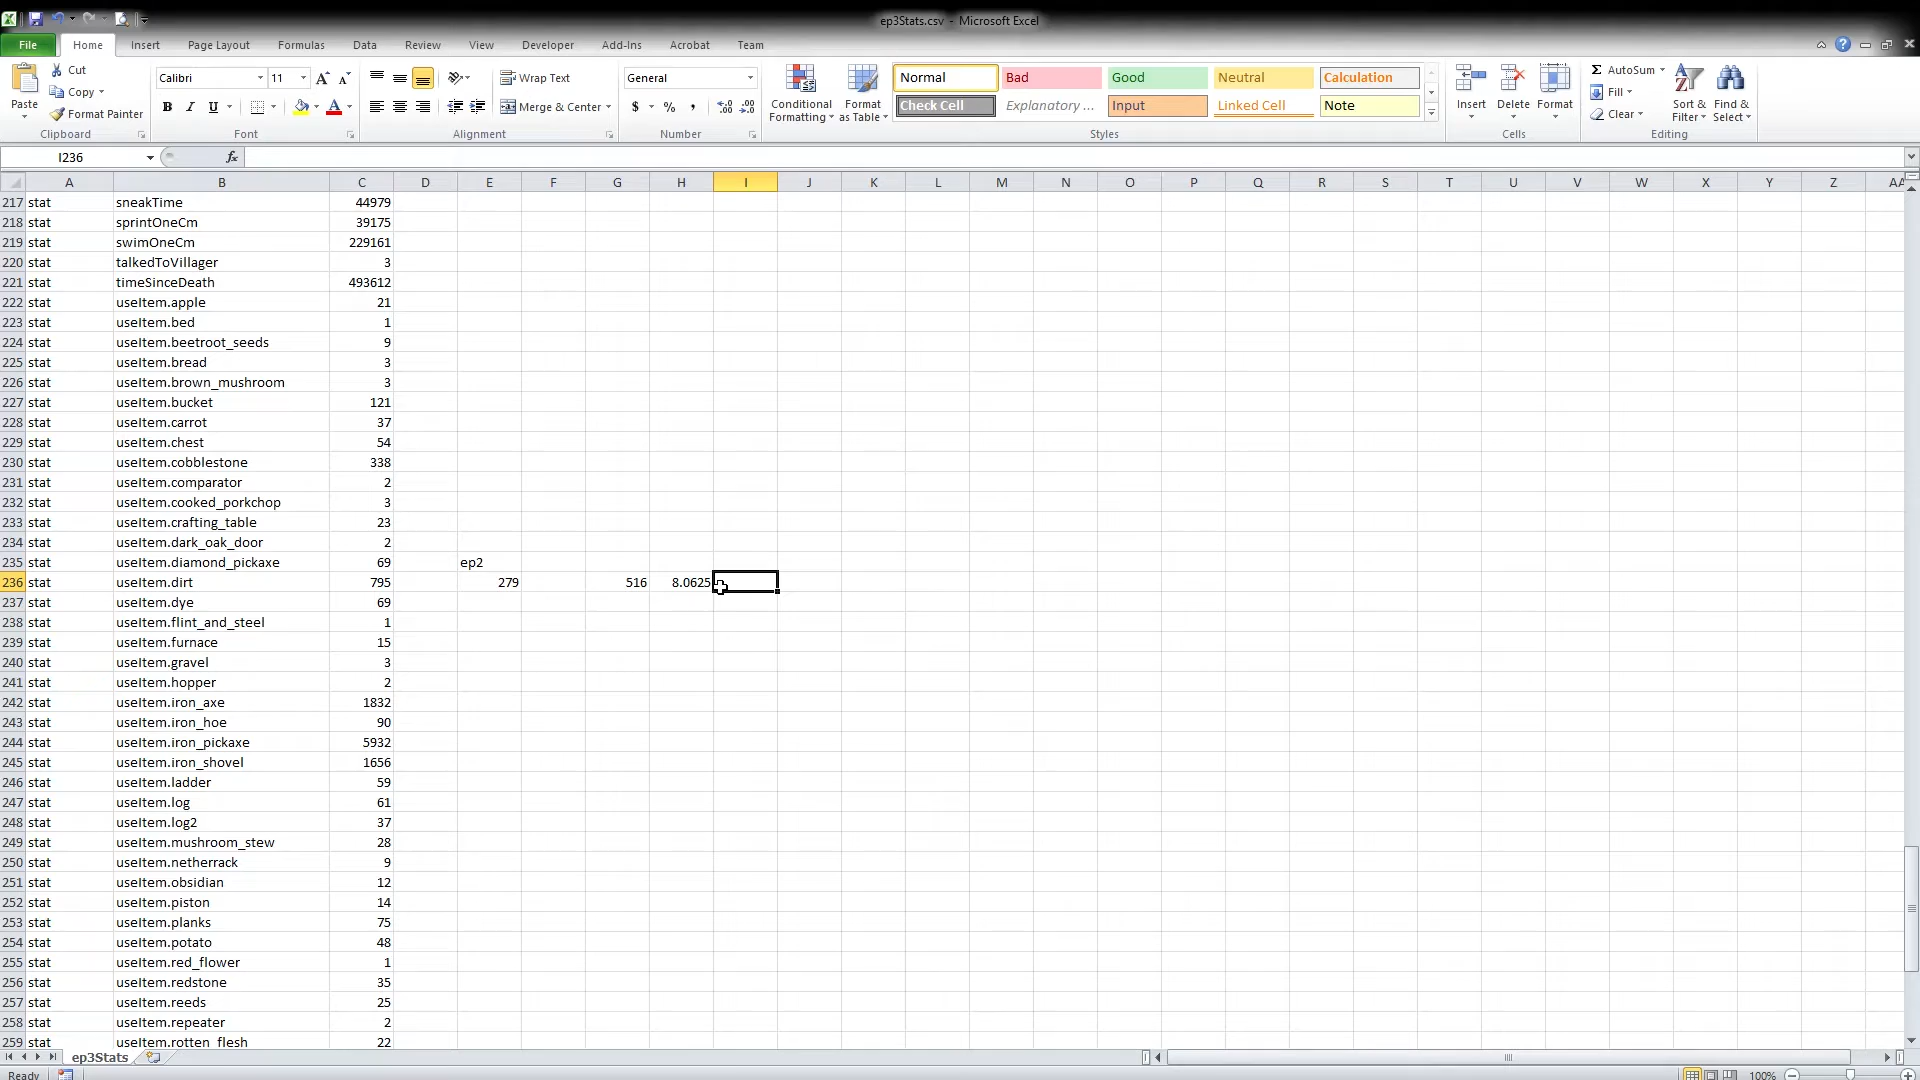 ep3Stats.csv - Microsoft Excel
File Home Insert Page Layout Formulas Data Review View Developer Add-Ins Acrobat Team
Paste
Cut
Copy
Format Painter
Clipboard
Calibri 11
B I U
Font
Wrap Text
Merge & Center
Alignment
General
$ % ,
Number
Conditional Formatting
Format as Table
Normal Bad Good Neutral Calculation
Check Cell Explanatory ... Input Linked Cell Note
Styles
Insert Delete Format
Cells
AutoSum
Fill
Clear
Sort & Filter
Find & Select
Editing
I236 fx
A B C D E F G H I J K L M N O P Q R S T U V W X Y Z AA
217 stat sneakTime 44979
218 stat sprintOneCm 39175
219 stat swimOneCm 229161
220 stat talkedToVillager 3
221 stat timeSinceDeath 493612
222 stat useItem.apple 21
223 stat useItem.bed 1
224 stat useItem.beetroot_seeds 9
225 stat useItem.bread 3
226 stat useItem.brown_mushroom 3
227 stat useItem.bucket 121
228 stat useItem.carrot 37
229 stat useItem.chest 54
230 stat useItem.cobblestone 338
231 stat useItem.comparator 2
232 stat useItem.cooked_porkchop 3
233 stat useItem.crafting_table 23
234 stat useItem.dark_oak_door 2
235 stat useItem.diamond_pickaxe 69 ep2
236 stat useItem.dirt 795 279 516 8.0625
237 stat useItem.dye 69
238 stat useItem.flint_and_steel 1
239 stat useItem.furnace 15
240 stat useItem.gravel 3
241 stat useItem.hopper 2
242 stat useItem.iron_axe 1832
243 stat useItem.iron_hoe 90
244 stat useItem.iron_pickaxe 5932
245 stat useItem.iron_shovel 1656
246 stat useItem.ladder 59
247 stat useItem.log 61
248 stat useItem.log2 37
249 stat useItem.mushroom_stew 28
250 stat useItem.netherrack 9
251 stat useItem.obsidian 12
252 stat useItem.piston 14
253 stat useItem.planks 75
254 stat useItem.potato 48
255 stat useItem.red_flower 1
256 stat useItem.redstone 35
257 stat useItem.reeds 25
258 stat useItem.repeater 2
259 stat useItem.rotten_flesh 22
ep3Stats
Ready 100%